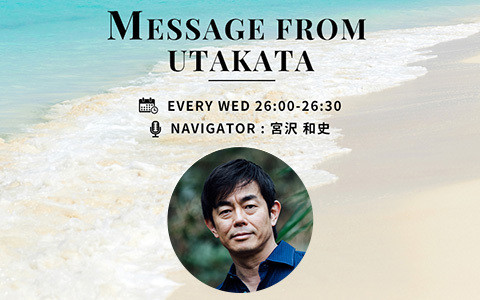 MESSAGE FROM
UTAKATA
EVERY WED 26:00-26:30
NAVIGATOR : 宮沢 和史